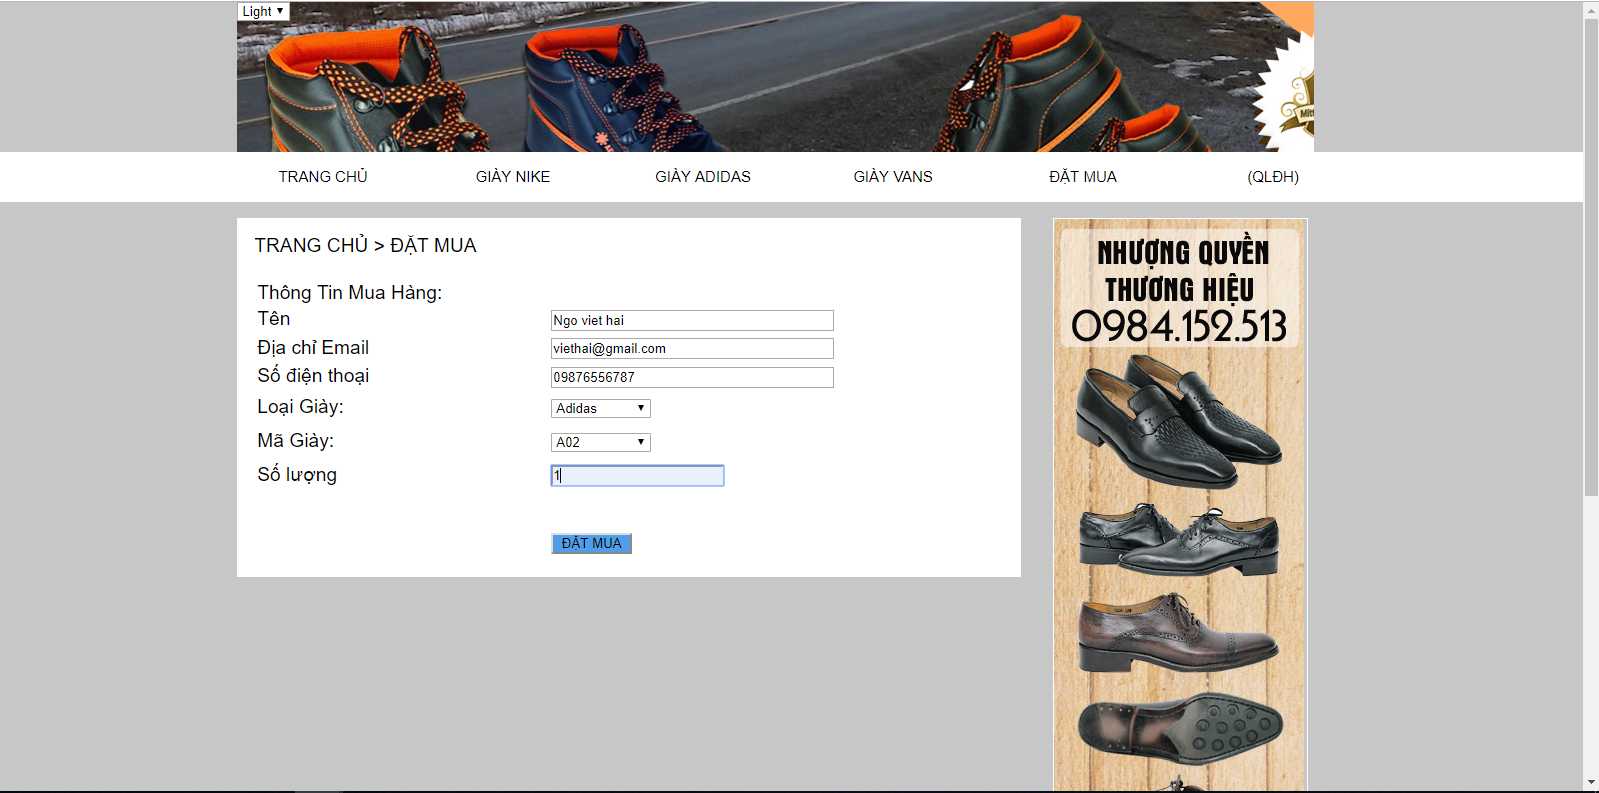 Light
TRANG CHỦ GIÀY NIKE GIÀY ADIDAS GIÀY VANS ĐẶT MUA (QLĐH)
TRANG CHỦ > ĐẶT MUA
Thông Tin Mua Hàng:
Tên Ngo viet hai
Địa chỉ Email viethai@gmail.com
Số điện thoại 09876556787
Loại Giày: Adidas
Mã Giày: A02
Số lượng 1
ĐẶT MUA
NHƯỢNG QUYỀN
THƯƠNG HIỆU
0984.152.513